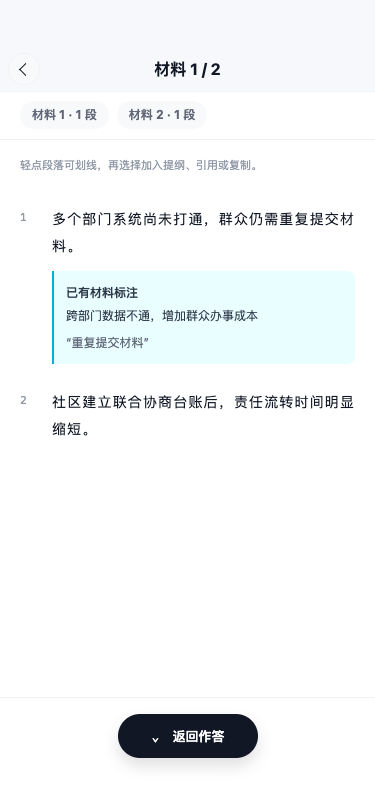 材料 1 / 2
材料 1 · 1 段
材料 2 · 1 段
轻点段落可划线，再选择加入提纲、引用或复制。
1
多个部门系统尚未打通，群众仍需重复提交材
料。
已有材料标注
跨部门数据不通，增加群众办事成本
“重复提交材料”
2
社区建立联合协商台账后，责任流转时间明显
缩短。
返回作答